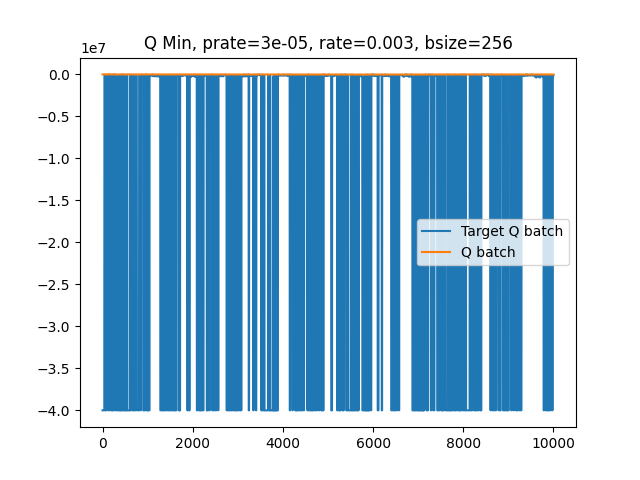 Q Min, prate=3e-05, rate=0.003, bsize=256
1e7
0.0
−0.5
−1.0
−1.5
−2.0
−2.5
−3.0
−3.5
−4.0
Target Q batch
Q batch
0 2000 4000 6000 8000 10000